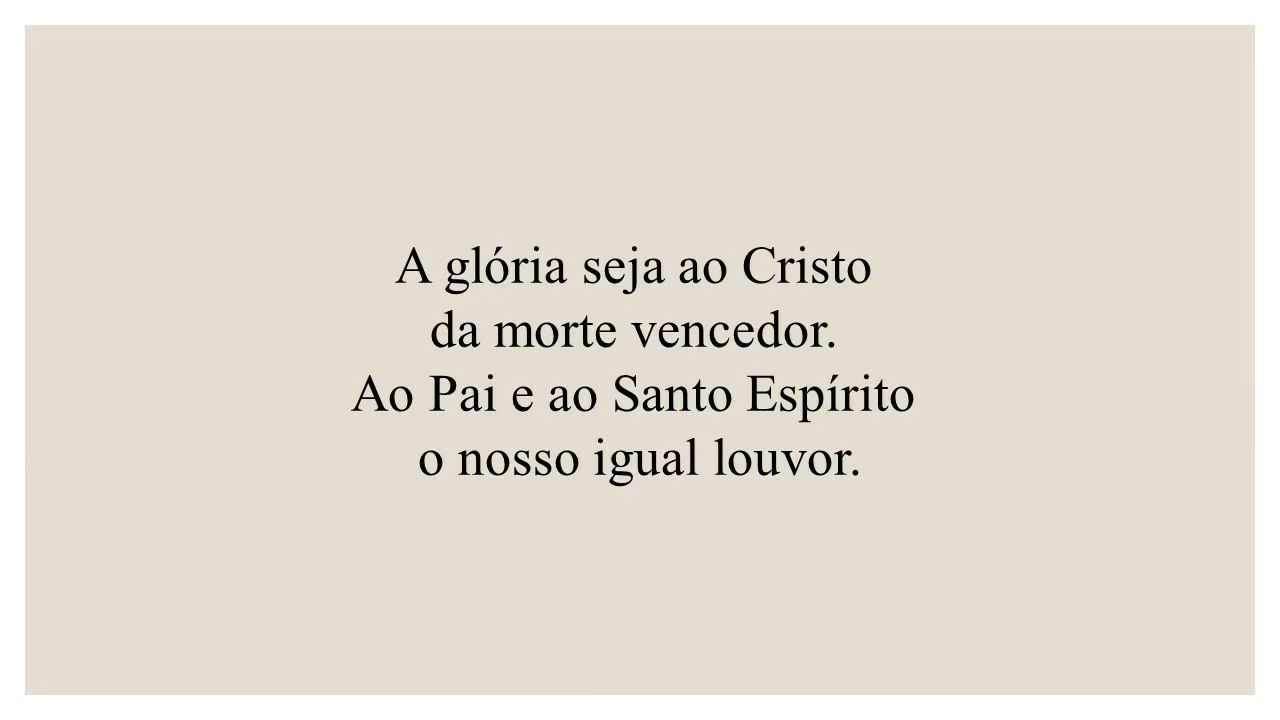 A glória seja ao Cristo
da morte vencedor.
Ao Pai e ao Santo Espírito
o nosso igual louvor.